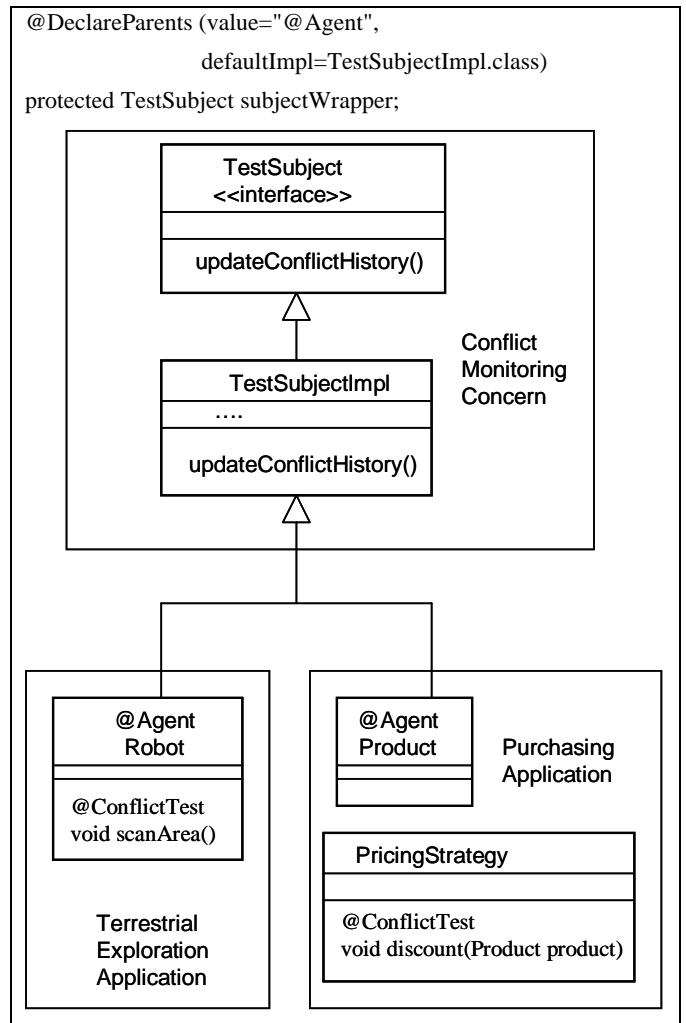 @DeclareParents (value="@Agent",
defaultImpl=TestSubjectImpl.class)
protected TestSubject subjectWrapper;
TestSubject
<<interface>>
updateConflictHistory()
TestSubjectImpl
....
updateConflictHistory()
Conflict
Monitoring
Concern
@Agent
Robot
@ConflictTest
void scanArea()
Terrestrial
Exploration
Application
@Agent
Product
Purchasing
Application
PricingStrategy
@ConflictTest
void discount(Product product)